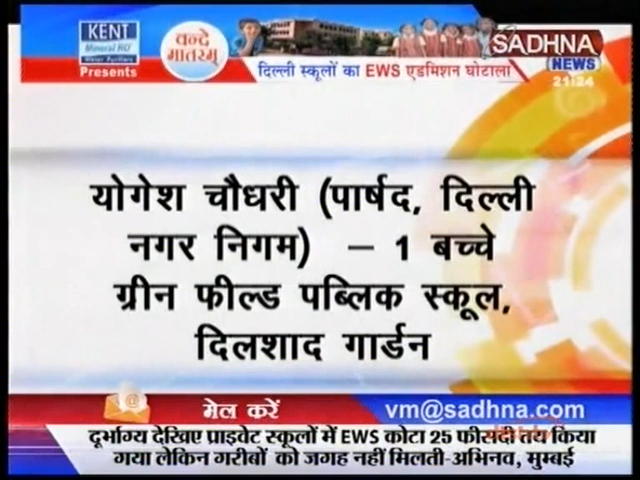 KENT
Mineral RO
Water Purifiers
Presents
वन्दे
मातरम्
SADHNA
NEWS
21:24
दिल्ली स्कूलों का EWS एडमिशन घोटाला
योगेश चौधरी (पार्षद, दिल्ली
नगर निगम) – 1 बच्चे
ग्रीन फील्ड पब्लिक स्कूल,
दिलशाद गार्डन
मेल करें
vm@sadhna.com
दूर्भाग्य देखिए प्राइवेट स्कूलों में EWS कोटा 25 फीसदी तय किया
गया लेकिन गरीबों को जगह नहीं मिलती-अभिनव, मुम्बई